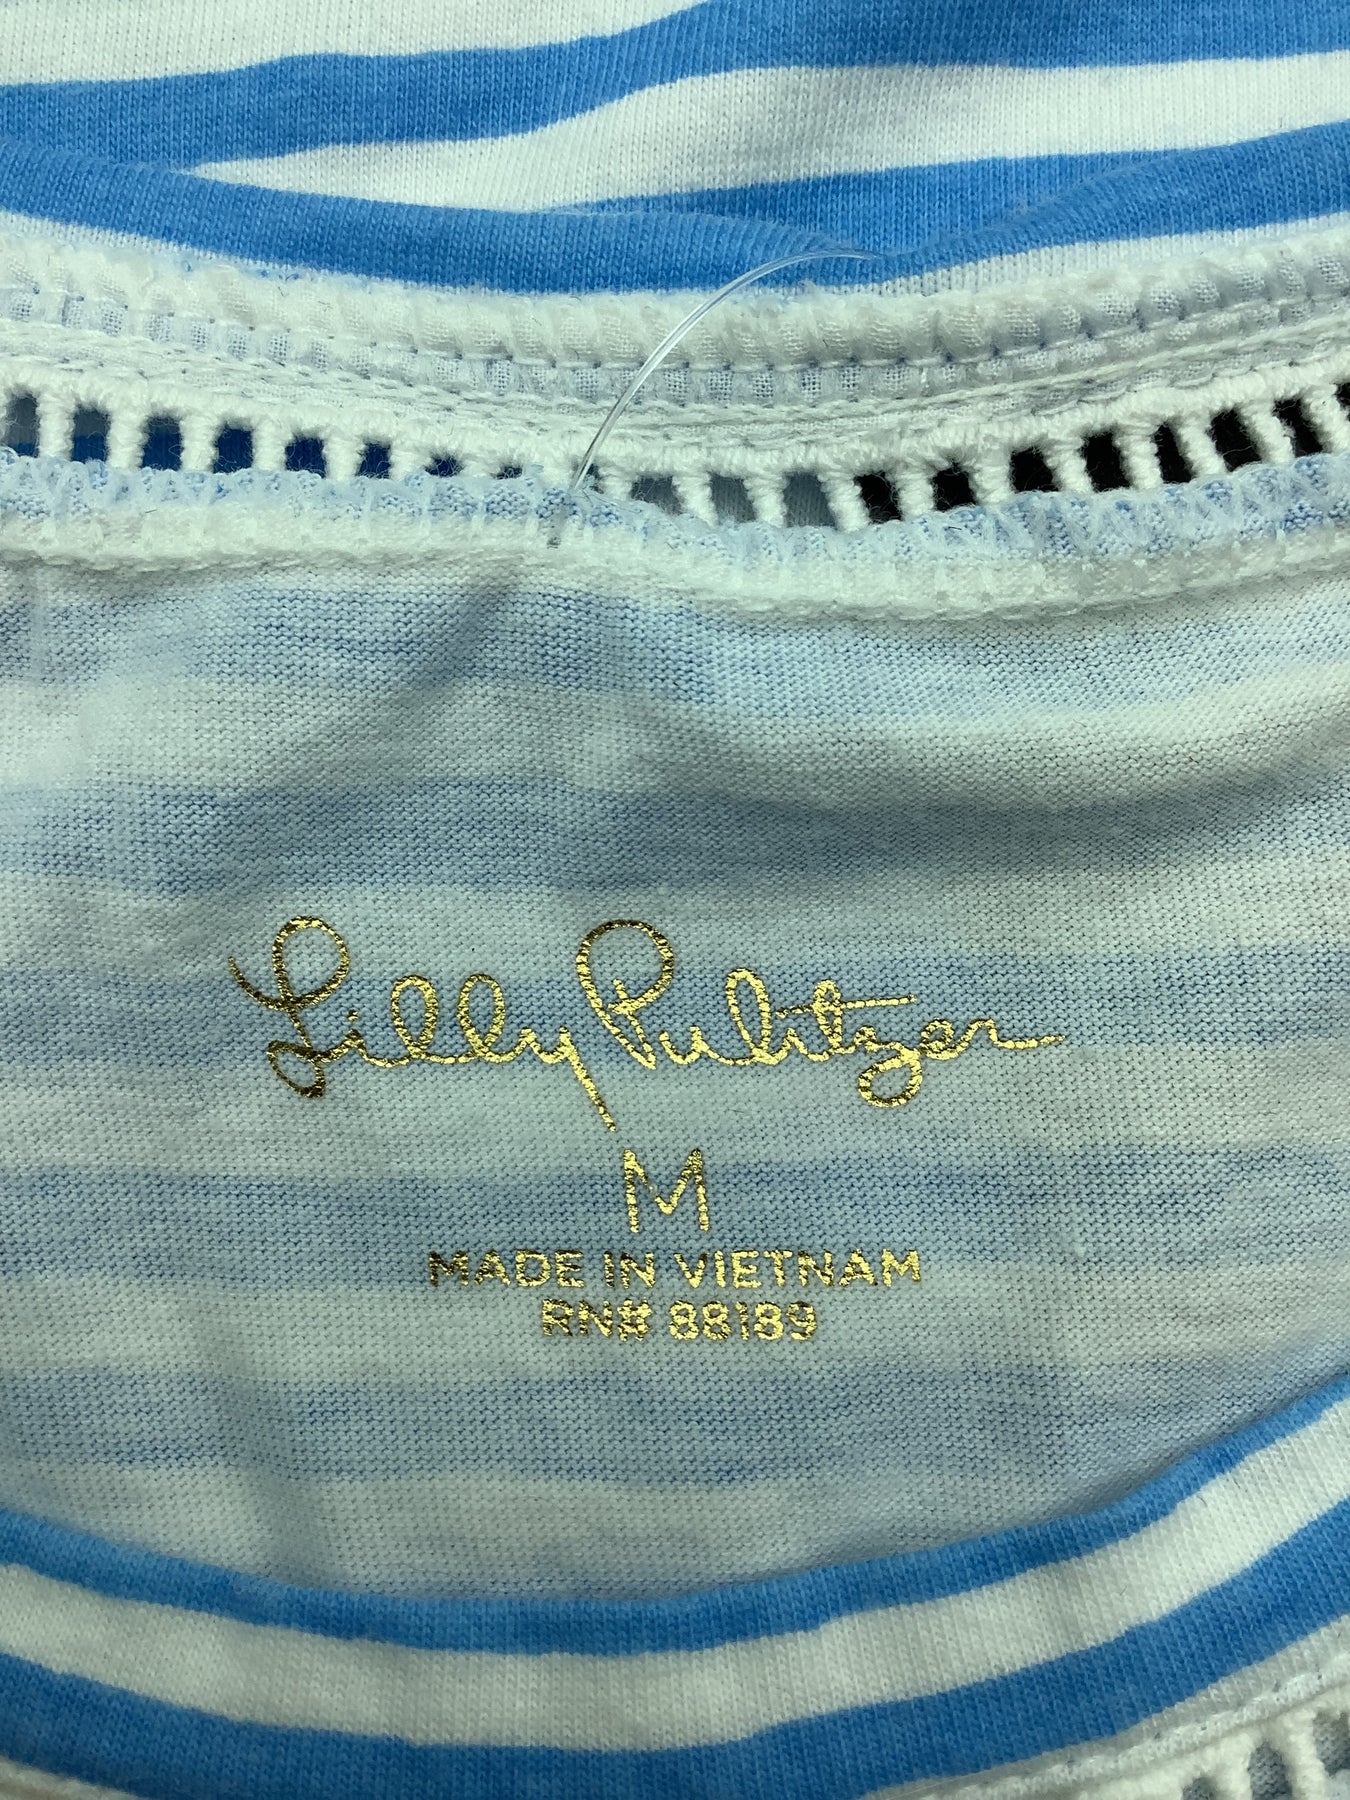 Lilly Pulitzer
M
MADE IN VIETNAM
RN# 88189